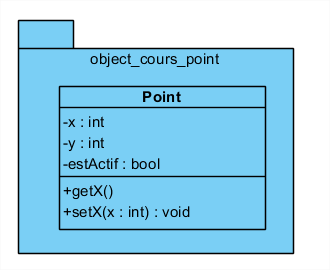 object_cours_point
Point
-x : int
-y : int
-estActif : bool
+getX()
+setX(x : int) : void